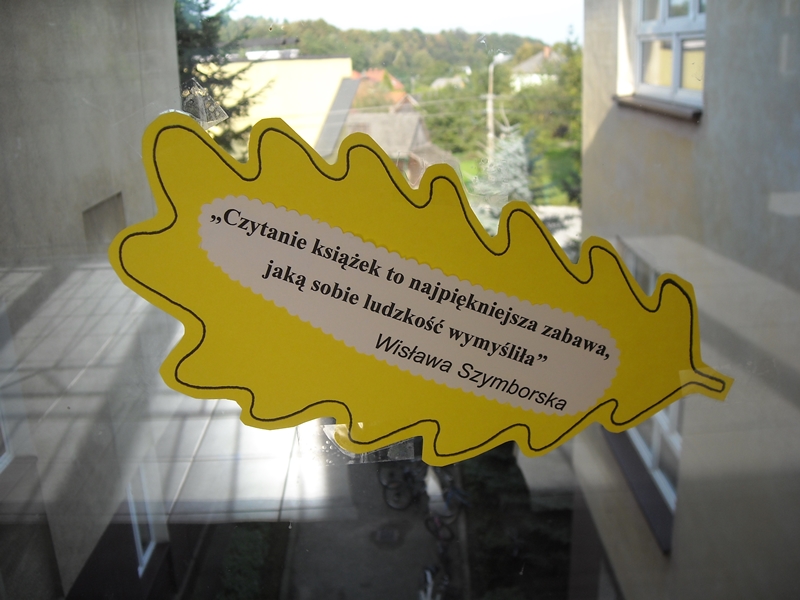 „Czytanie książek to najpiękniejsza zabawa,
jaką sobie ludzkość wymyśliła”
Wisława Szymborska